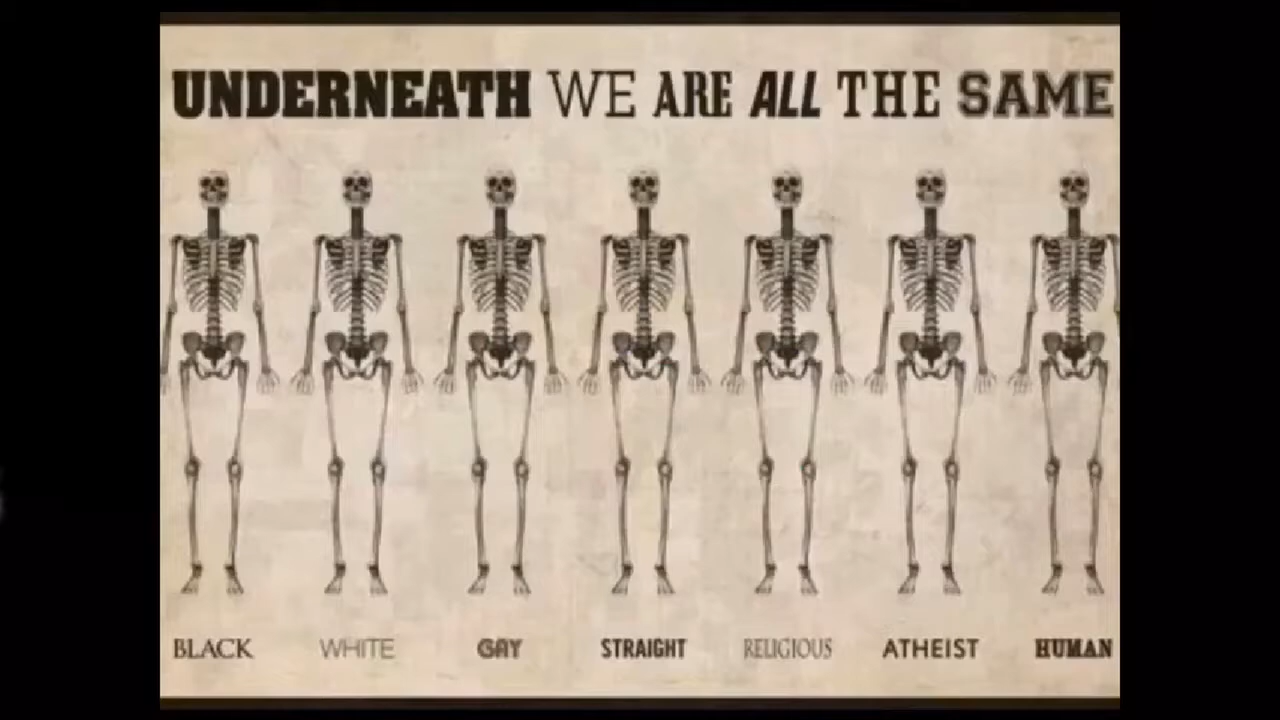 UNDERNEATH WE ARE ALL THE SAME
BLACK WHITE GAY STRAIGHT RELIGIOUS ATHEIST HUMAN